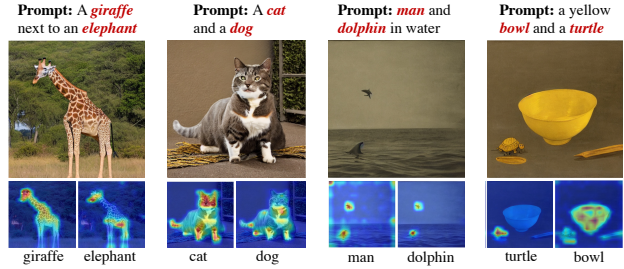 Prompt: A giraffe
next to an elephant
Prompt: A cat
and a dog
Prompt: man and
dolphin in water
Prompt: a yellow
bowl and a turtle
giraffe elephant
cat dog
man dolphin
turtle bowl